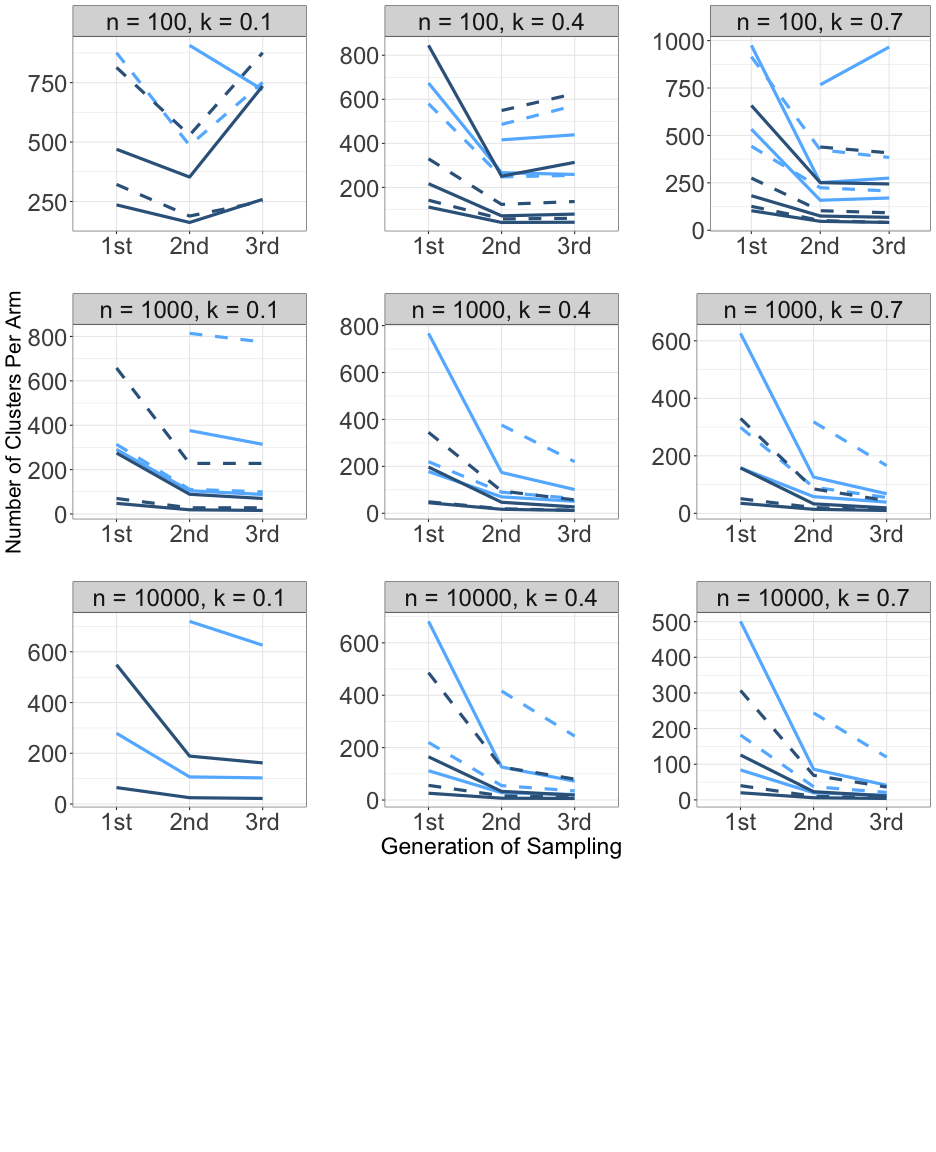 n = 100, k = 0.1
n = 100, k = 0.4
n = 100, k = 0.7
750
500
250
1st 2nd 3rd
800
600
400
200
1st 2nd 3rd
1000
750
500
250
0
1st 2nd 3rd
Number of Clusters Per Arm
n = 1000, k = 0.1
n = 1000, k = 0.4
n = 1000, k = 0.7
800
600
400
200
0
1st 2nd 3rd
800
600
400
200
0
1st 2nd 3rd
600
400
200
0
1st 2nd 3rd
n = 10000, k = 0.1
n = 10000, k = 0.4
n = 10000, k = 0.7
600
400
200
0
1st 2nd 3rd
600
400
200
0
1st 2nd 3rd
500
400
300
200
100
0
1st 2nd 3rd
Generation of Sampling